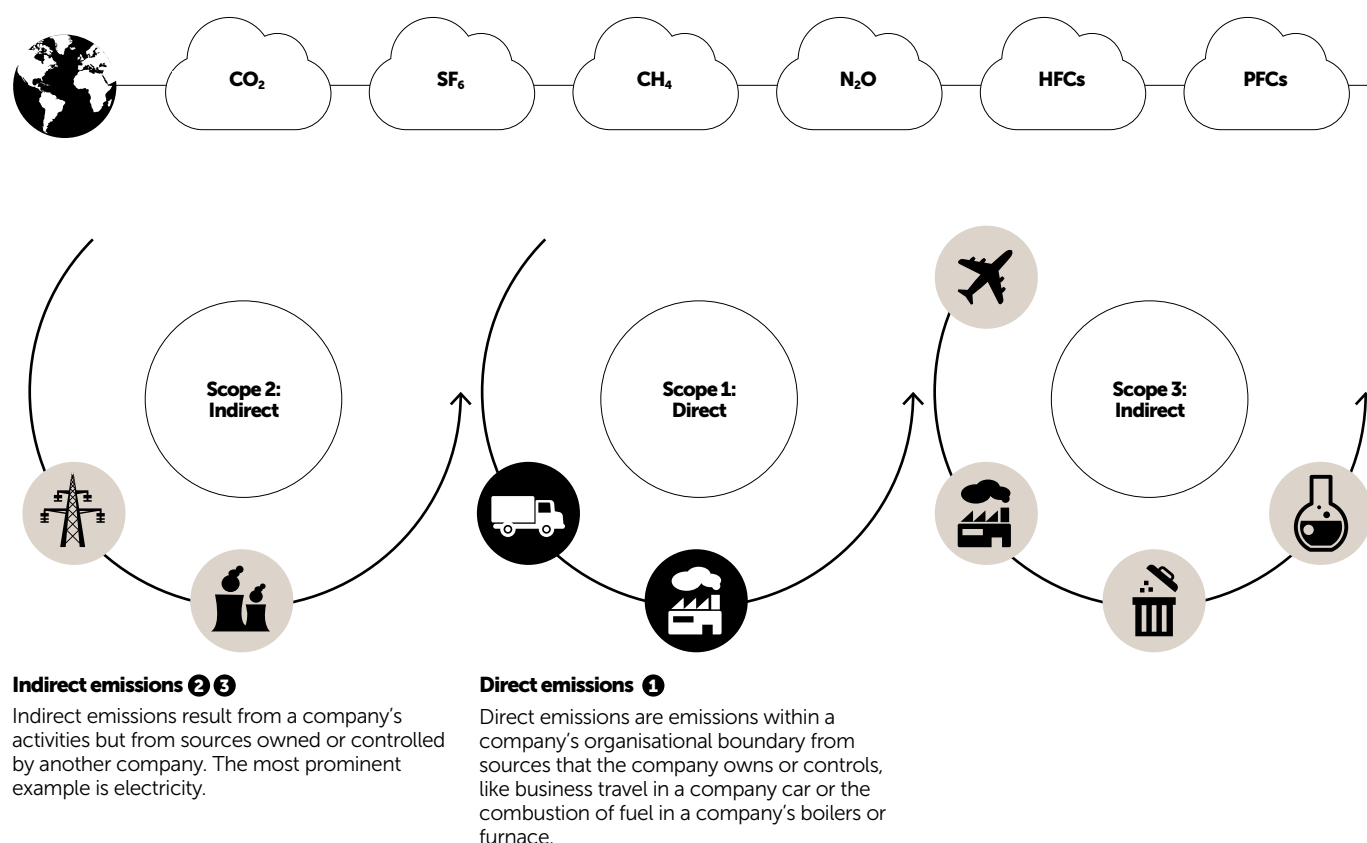 CO₂
SF₆
CH₄
N₂O
HFCs
PFCs
Scope 2:
Indirect
Scope 1:
Direct
Scope 3:
Indirect
Indirect emissions 2 3
Indirect emissions result from a company’s
activities but from sources owned or controlled
by another company. The most prominent
example is electricity.
Direct emissions 1
Direct emissions are emissions within a
company’s organisational boundary from
sources that the company owns or controls,
like business travel in a company car or the
combustion of fuel in a company’s boilers or
furnace.